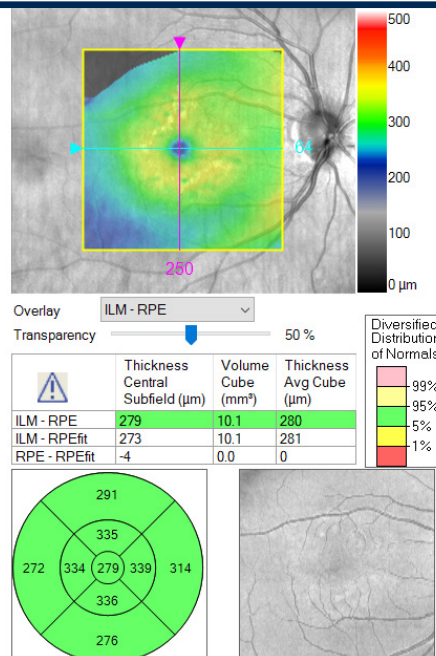 500
400
300
200
100
0 µm
61
250
Overlay ILM - RPE
Transparency 50 %
Diversified
Distribution
of Normals
99%
95%
5%
1%
Thickness Central Subfield (µm) Volume Cube (mm³) Thickness Avg Cube (µm)
ILM - RPE 279 10.1 280
ILM - RPEfit 273 10.1 281
RPE - RPEfit -4 0.0 0
291
335
272 334 279 339 314
336
276